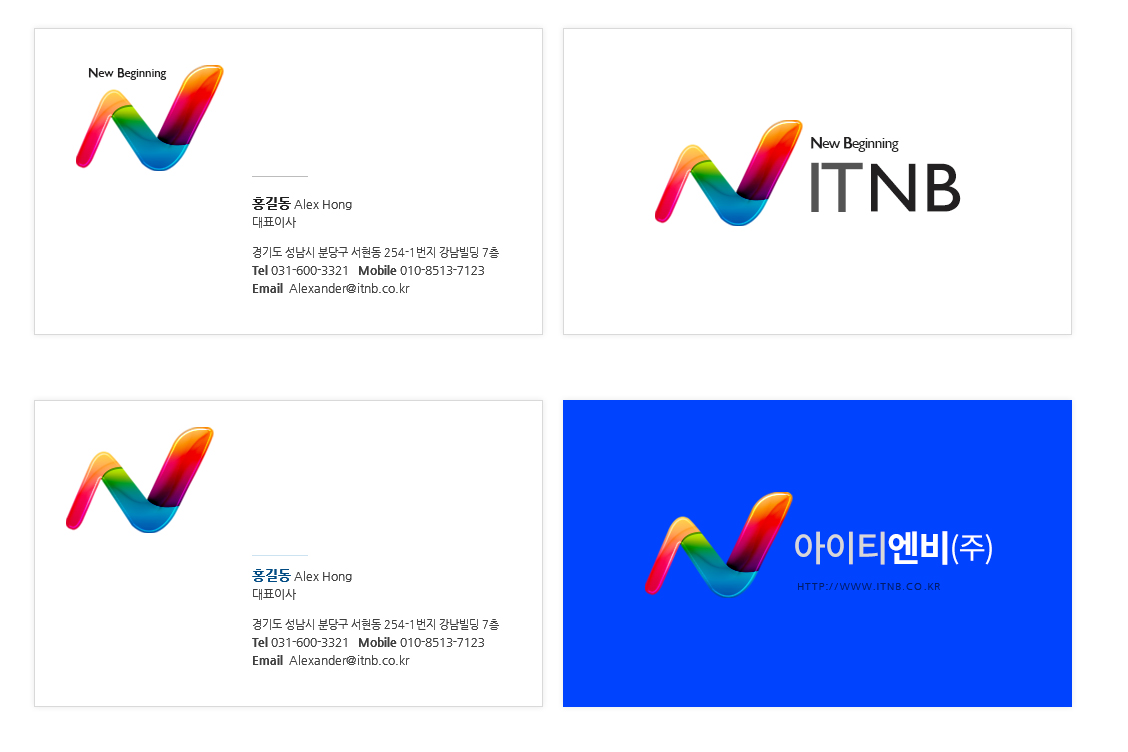 New Beginning
홍길동 Alex Hong
대표이사
경기도 성남시 분당구 서현동 254-1번지 강남빌딩 7층
Tel 031-600-3321 Mobile 010-8513-7123
Email Alexander@itnb.co.kr
New Beginning
ITNB
홍길동 Alex Hong
대표이사
경기도 성남시 분당구 서현동 254-1번지 강남빌딩 7층
Tel 031-600-3321 Mobile 010-8513-7123
Email Alexander@itnb.co.kr
아이티엔비(주)
HTTP://WWW.ITNB.CO.KR